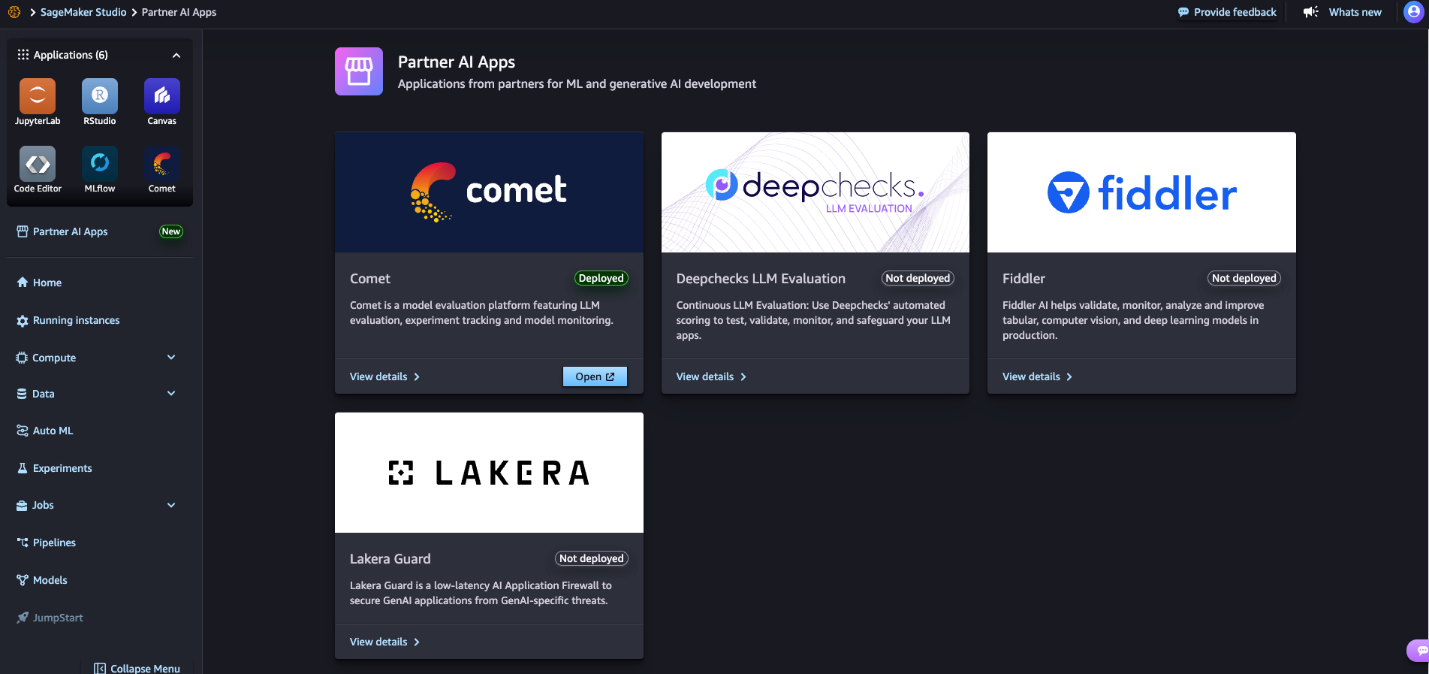 SageMaker Studio > Partner AI Apps
Provide feedback
Whats new
Applications (6)
JupyterLab
RStudio
Canvas
Code Editor
MLflow
Comet
Partner AI Apps
New
Home
Running instances
Compute
Data
Auto ML
Experiments
Jobs
Pipelines
Models
JumpStart
Collapse Menu
Partner AI Apps
Applications from partners for ML and generative AI development
comet
Comet
Deployed
Comet is a model evaluation platform featuring LLM
evaluation, experiment tracking and model monitoring.
View details
Open
deepchecks.
LLM EVALUATION
Deepchecks LLM Evaluation
Not deployed
Continuous LLM Evaluation: Use Deepchecks' automated
scoring to test, validate, monitor, and safeguard your LLM
apps.
View details
fiddler
Fiddler
Not deployed
Fiddler AI helps validate, monitor, analyze and improve
tabular, computer vision, and deep learning models in
production.
View details
LAKERA
Lakera Guard
Not deployed
Lakera Guard is a low-latency AI Application Firewall to
secure GenAI applications from GenAI-specific threats.
View details